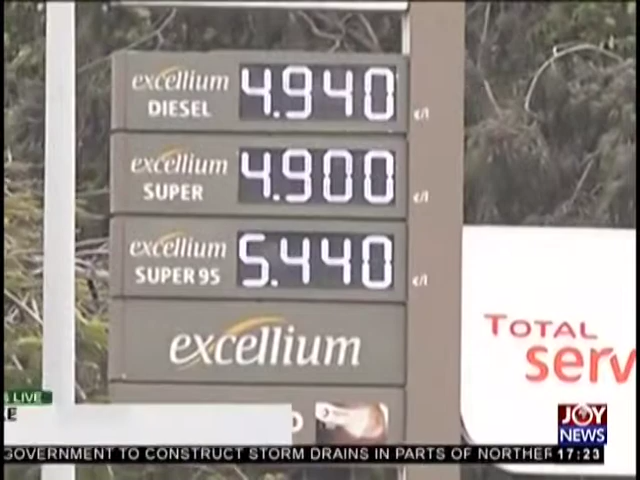 excellium
DIESEL
4.940
¢/l
excellium
SUPER
4.900
¢/l
excellium
SUPER 95
5.440
¢/l
excellium
TOTAL
serv
& LIVE
E
JOY
NEWS
GOVERNMENT TO CONSTRUCT STORM DRAINS IN PARTS OF NORTHER
17:23